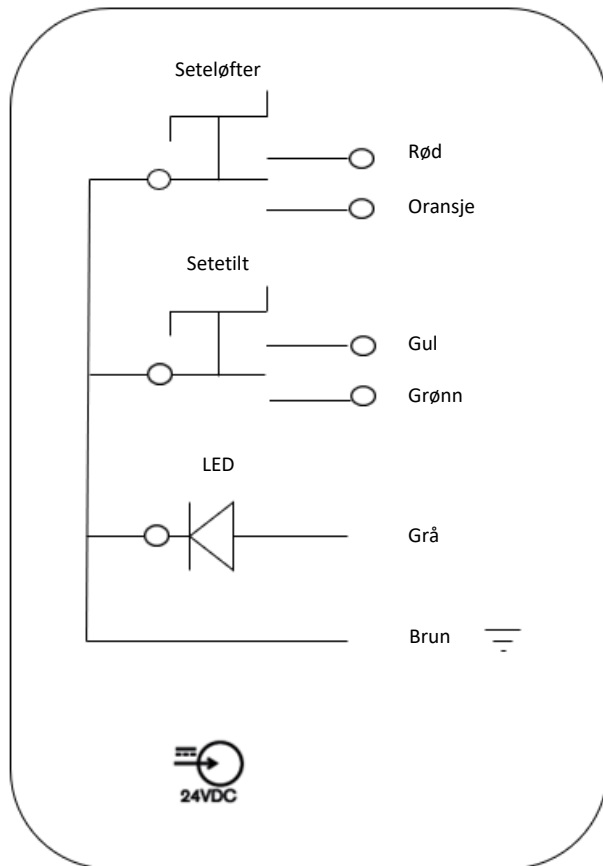 Seteløfter
Rød
Oransje
Setetilt
Gul
Grønn
LED
Grå
Brun
24VDC